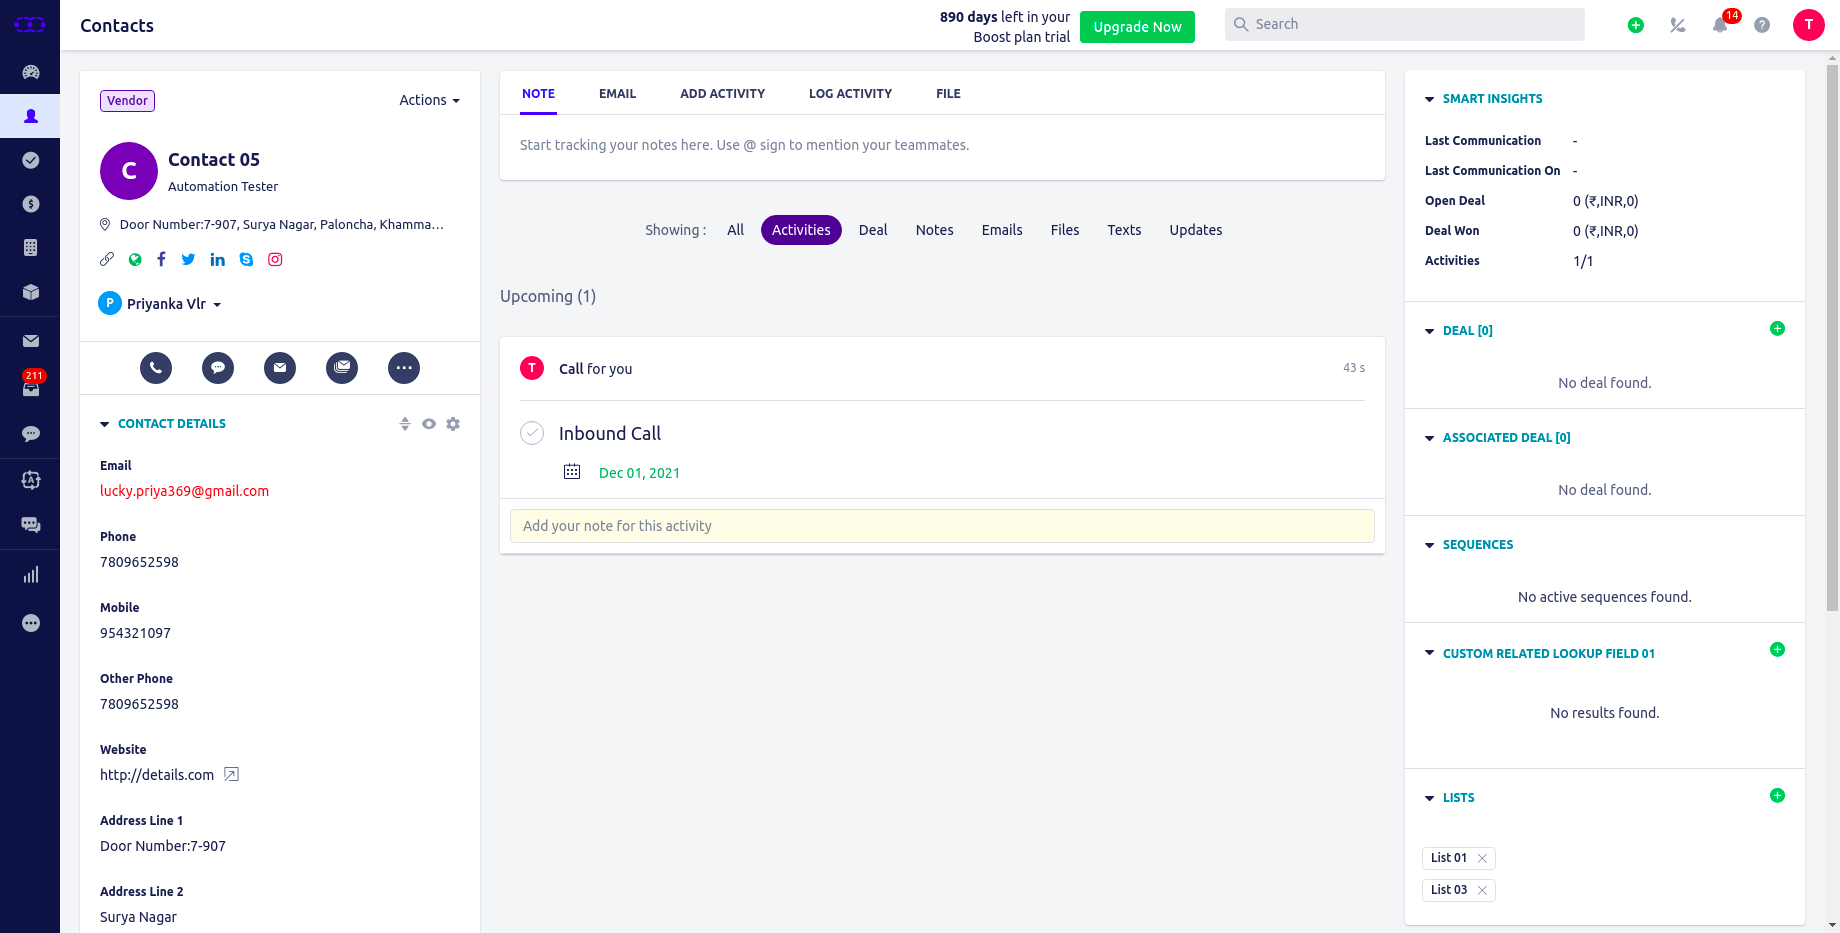 Contacts
890 days left in your
Boost plan trial
Upgrade Now
Search
14
T
211
Vendor
Actions
C
Contact 05
Automation Tester
Door Number:7-907, Surya Nagar, Paloncha, Khamma...
P
Priyanka Vlr
CONTACT DETAILS
Email
lucky.priya369@gmail.com
Phone
7809652598
Mobile
954321097
Other Phone
7809652598
Website
http://details.com
Address Line 1
Door Number:7-907
Address Line 2
Surya Nagar
NOTE EMAIL ADD ACTIVITY LOG ACTIVITY FILE
Start tracking your notes here. Use @ sign to mention your teammates.
Showing : All Activities Deal Notes Emails Files Texts Updates
Upcoming (1)
T
Call for you
43 s
Inbound Call
Dec 01, 2021
Add your note for this activity
SMART INSIGHTS
Last Communication -
Last Communication On -
Open Deal 0 (₹,INR,0)
Deal Won 0 (₹,INR,0)
Activities 1/1
DEAL [0]
No deal found.
ASSOCIATED DEAL [0]
No deal found.
SEQUENCES
No active sequences found.
CUSTOM RELATED LOOKUP FIELD 01
No results found.
LISTS
List 01
List 03